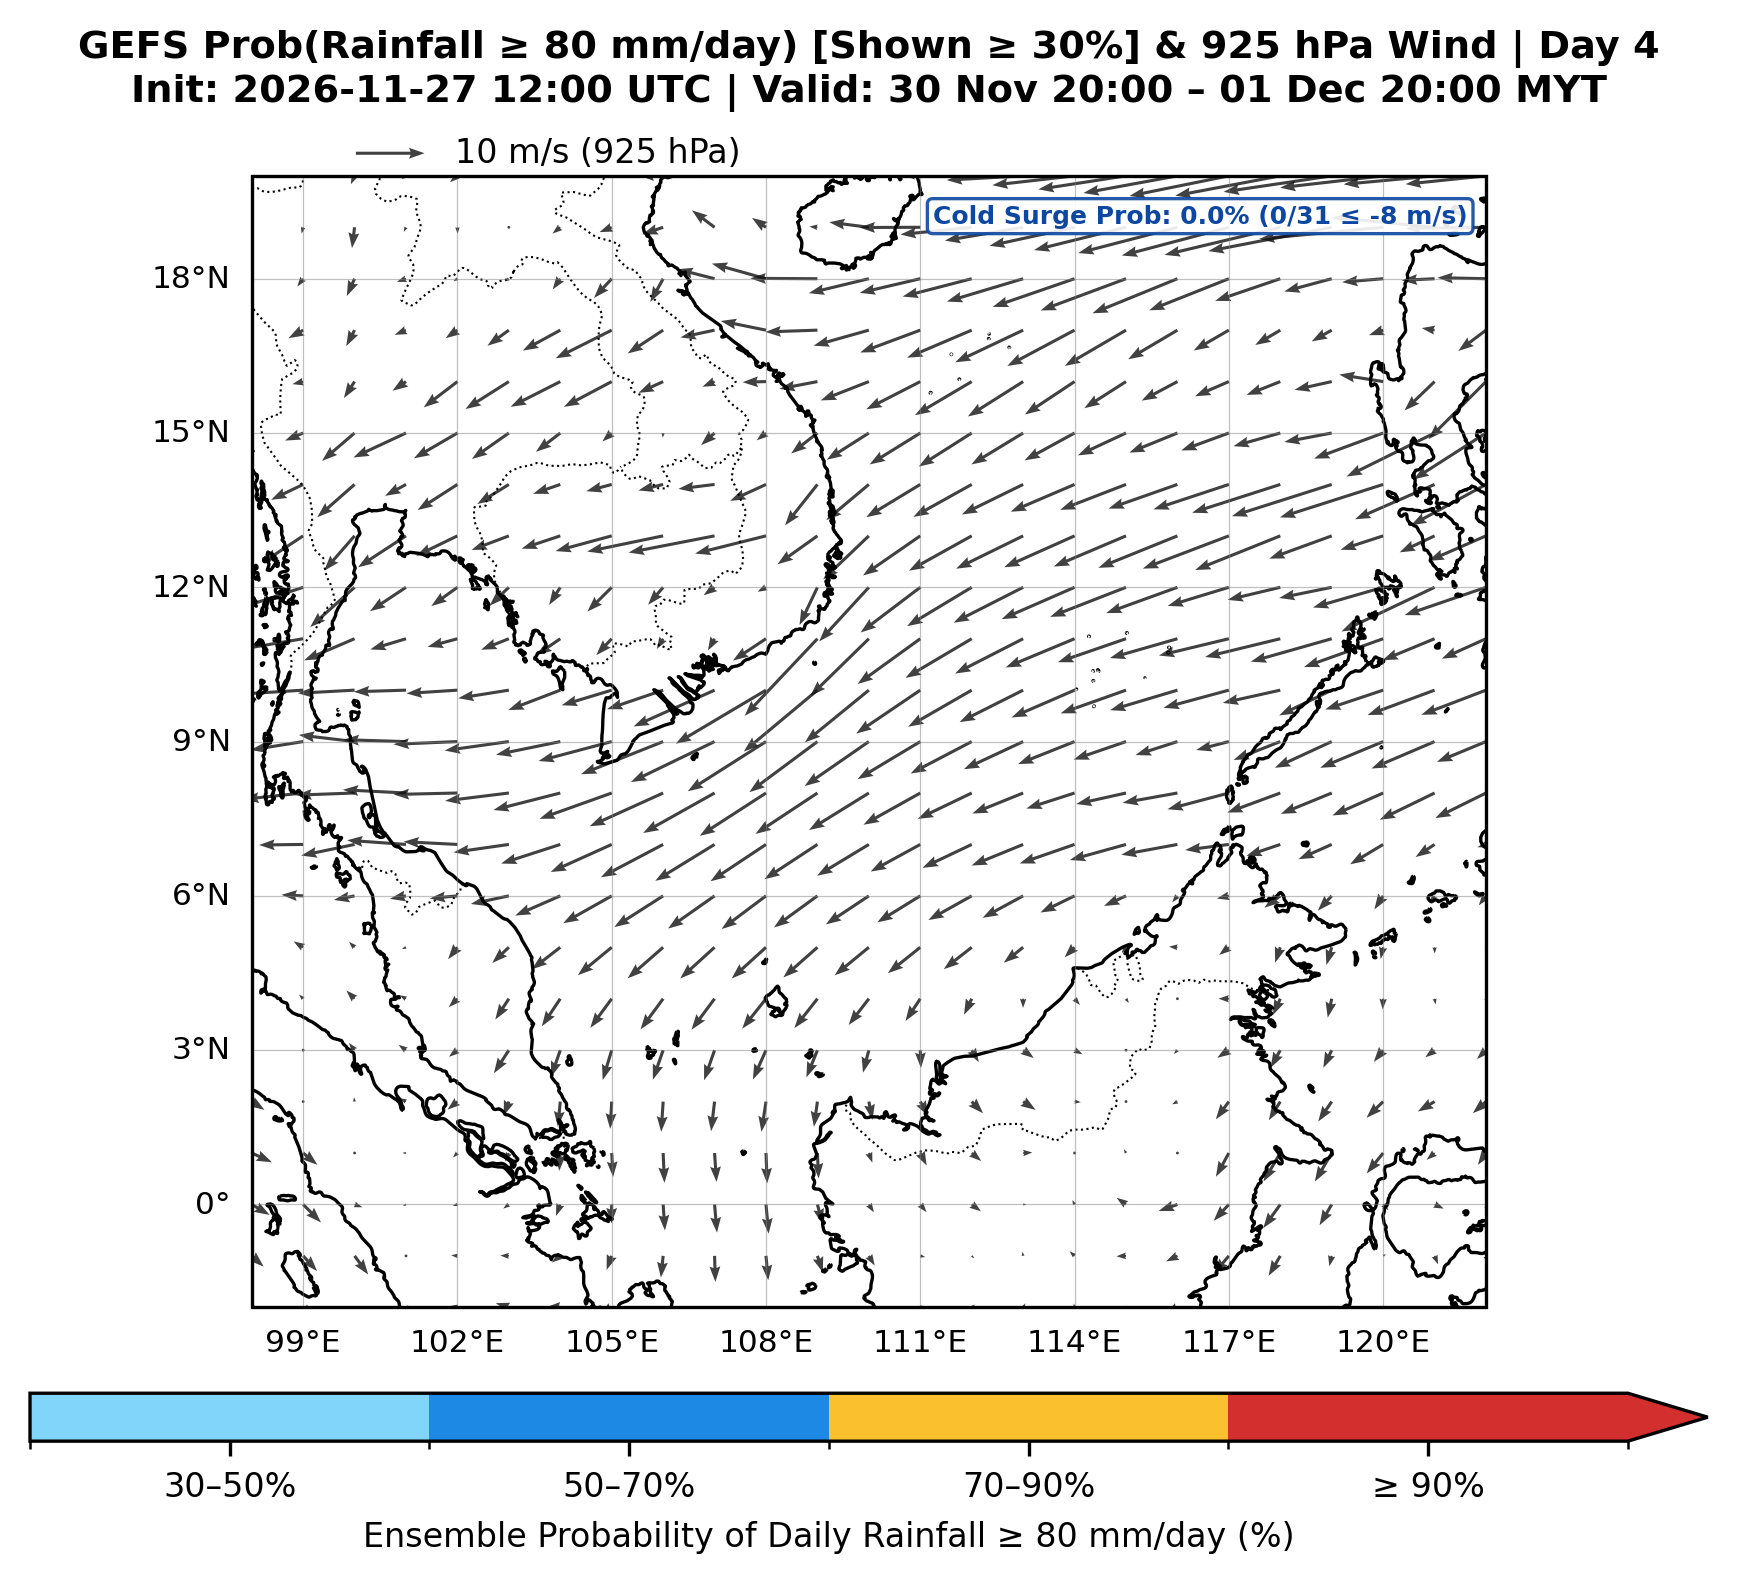 GEFS Prob(Rainfall ≥ 80 mm/day) [Shown ≥ 30%] & 925 hPa Wind | Day 4
Init: 2026-11-27 12:00 UTC | Valid: 30 Nov 20:00 – 01 Dec 20:00 MYT
10 m/s (925 hPa)
Cold Surge Prob: 0.0% (0/31 ≤ -8 m/s)
18°N
15°N
12°N
9°N
6°N
3°N
0°
99°E 102°E 105°E 108°E 111°E 114°E 117°E 120°E
30–50% 50–70% 70–90% ≥ 90%
Ensemble Probability of Daily Rainfall ≥ 80 mm/day (%)